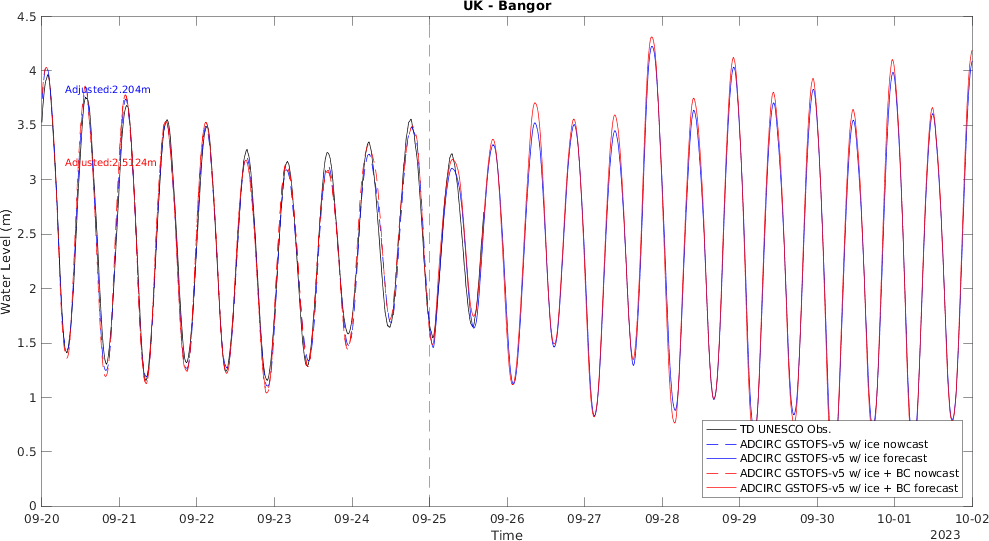 UK - Bangor
4.5
4
3.5
3
2.5
2
1.5
1
0.5
0
Water Level (m)
Adjusted:2.204m
Adjusted:2.5124m
TD UNESCO Obs.
ADCIRC GSTOFS-v5 w/ ice nowcast
ADCIRC GSTOFS-v5 w/ ice forecast
ADCIRC GSTOFS-v5 w/ ice + BC nowcast
ADCIRC GSTOFS-v5 w/ ice + BC forecast
09-20 09-21 09-22 09-23 09-24 09-25 09-26 09-27 09-28 09-29 09-30 10-01 10-02
Time
2023